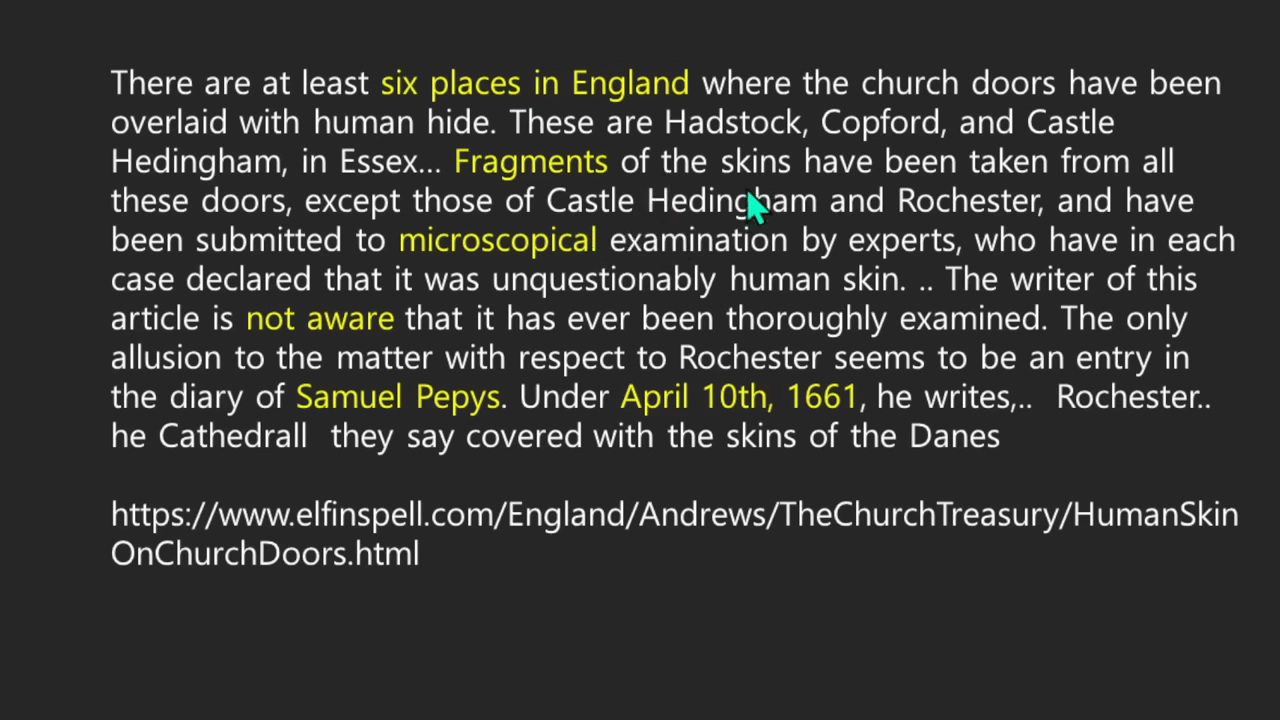 There are at least six places in England where the church doors have been
overlaid with human hide. These are Hadstock, Copford, and Castle
Hedingham, in Essex... Fragments of the skins have been taken from all
these doors, except those of Castle Hedingham and Rochester, and have
been submitted to microscopical examination by experts, who have in each
case declared that it was unquestionably human skin. .. The writer of this
article is not aware that it has ever been thoroughly examined. The only
allusion to the matter with respect to Rochester seems to be an entry in
the diary of Samuel Pepys. Under April 10th, 1661, he writes,.. Rochester..
he Cathedrall they say covered with the skins of the Danes
https://www.elfinspell.com/England/Andrews/TheChurchTreasury/HumanSkin
OnChurchDoors.html